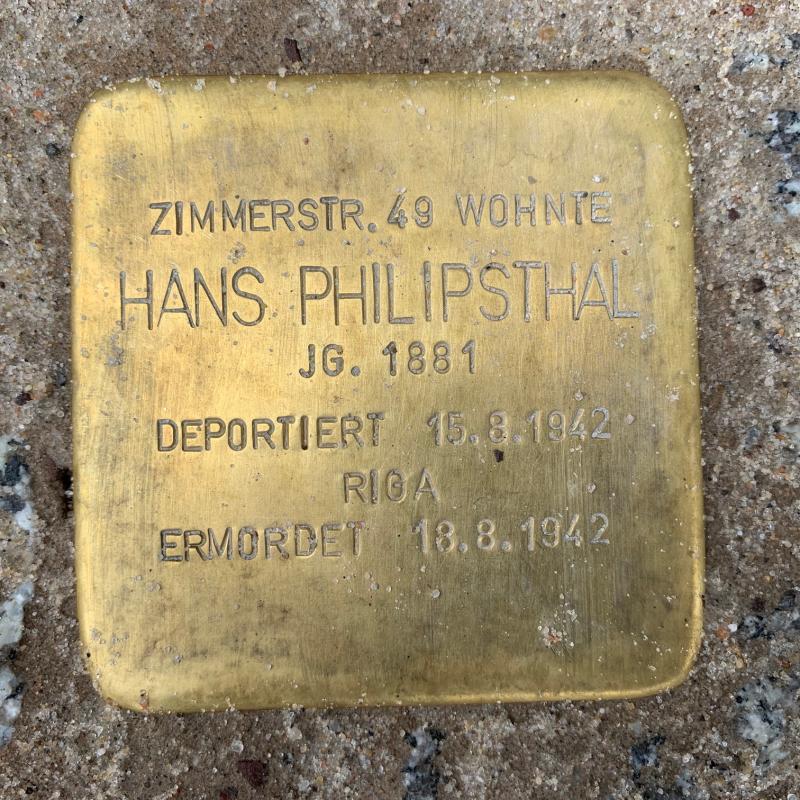 ZIMMERSTR. 49 WOHNTE
HANS PHILIPSTHAL
JG. 1881
DEPORTIERT 15.8.1942
RIGA
ERMORDET 18.8.1942